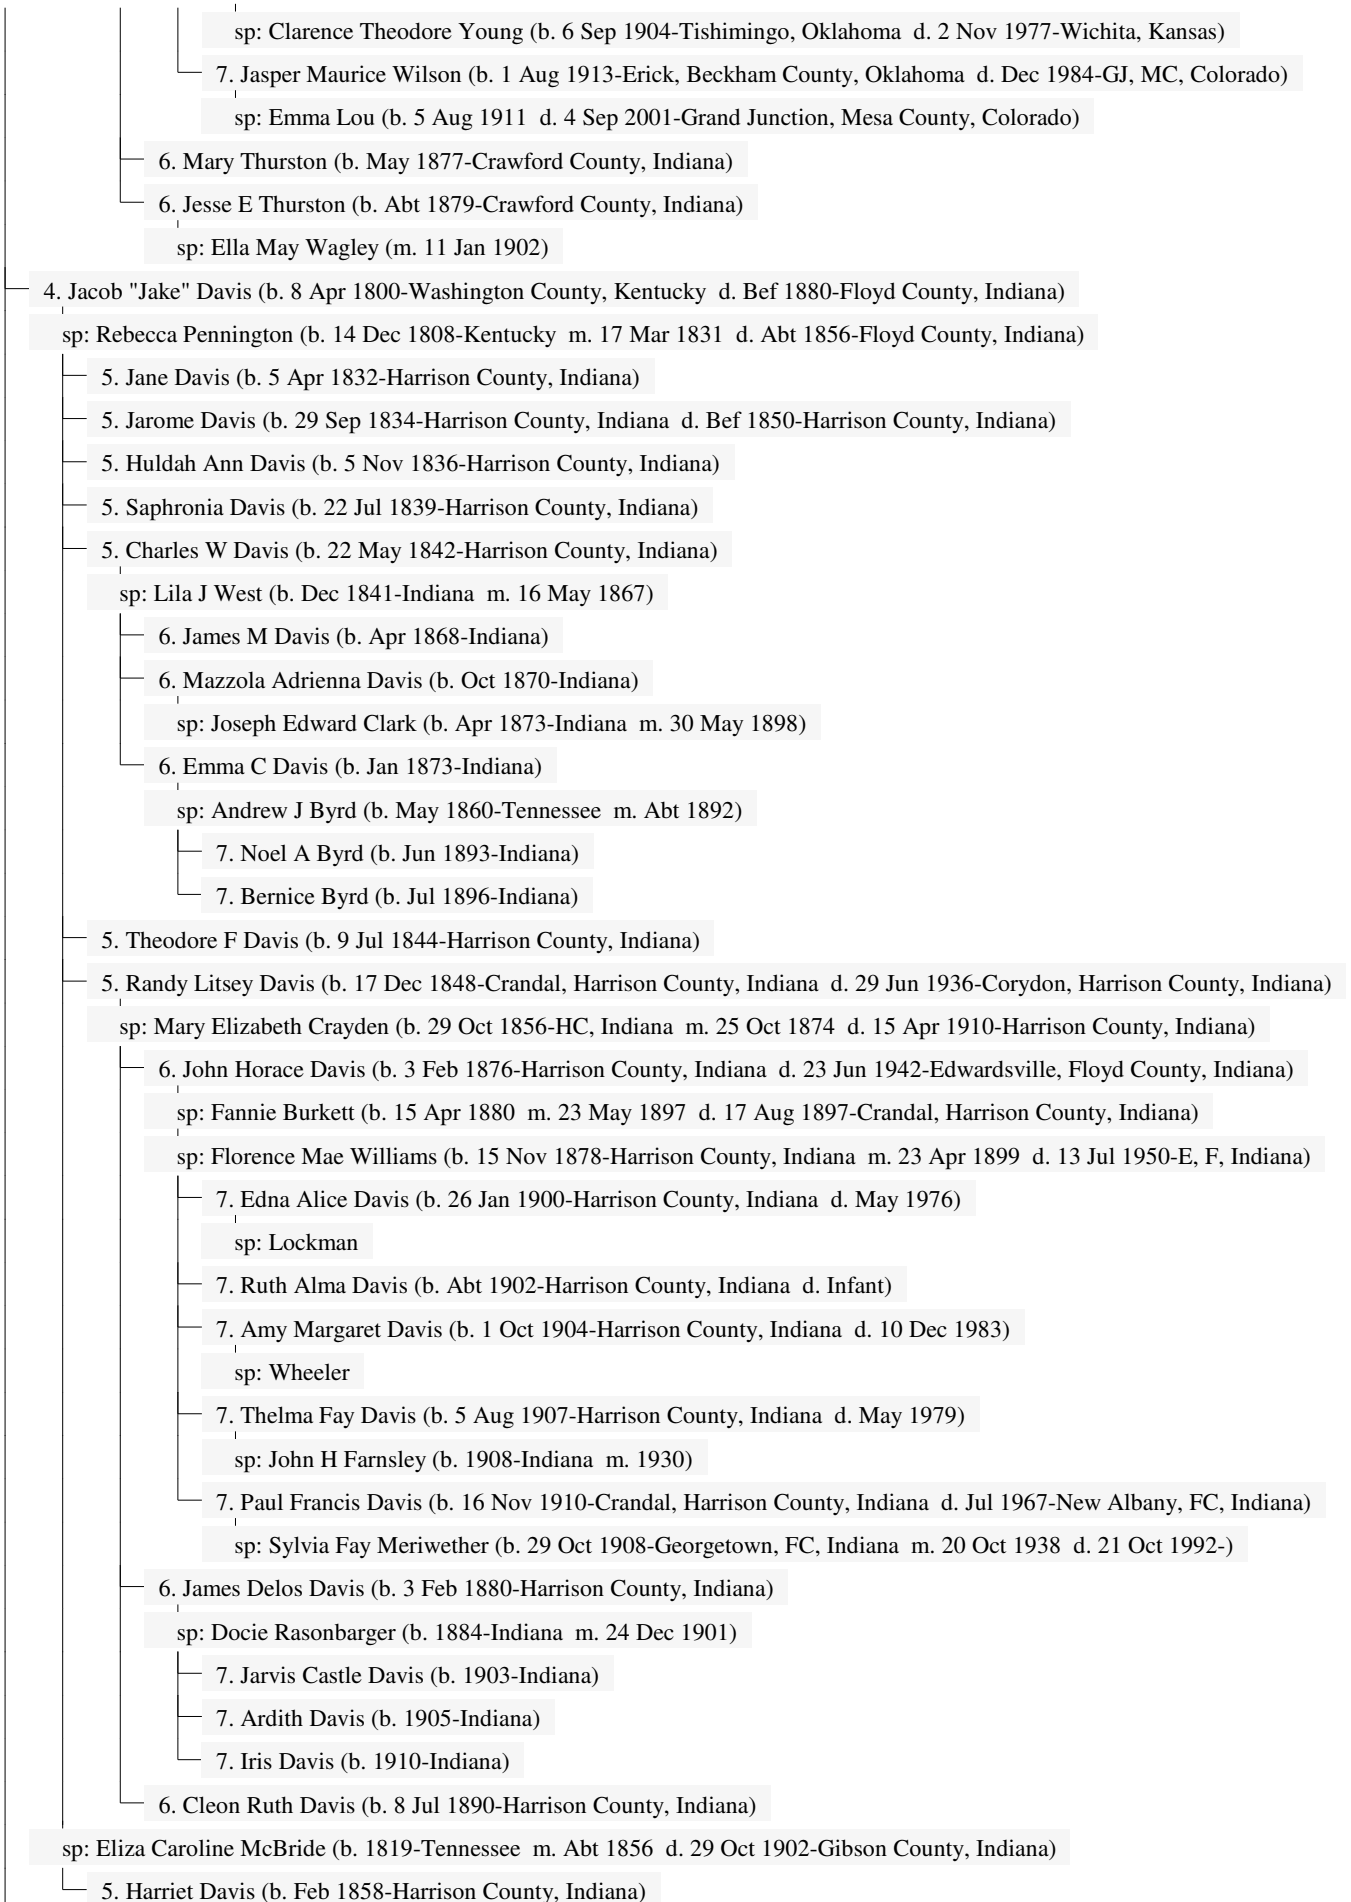 sp: Clarence Theodore Young (b. 6 Sep 1904-Tishimingo, Oklahoma d. 2 Nov 1977-Wichita, Kansas)
7. Jasper Maurice Wilson (b. 1 Aug 1913-Erick, Beckham County, Oklahoma d. Dec 1984-GJ, MC, Colorado)
sp: Emma Lou (b. 5 Aug 1911 d. 4 Sep 2001-Grand Junction, Mesa County, Colorado)
6. Mary Thurston (b. May 1877-Crawford County, Indiana)
6. Jesse E Thurston (b. Abt 1879-Crawford County, Indiana)
sp: Ella May Wagley (m. 11 Jan 1902)
4. Jacob "Jake" Davis (b. 8 Apr 1800-Washington County, Kentucky d. Bef 1880-Floyd County, Indiana)
sp: Rebecca Pennington (b. 14 Dec 1808-Kentucky m. 17 Mar 1831 d. Abt 1856-Floyd County, Indiana)
5. Jane Davis (b. 5 Apr 1832-Harrison County, Indiana)
5. Jarome Davis (b. 29 Sep 1834-Harrison County, Indiana d. Bef 1850-Harrison County, Indiana)
5. Huldah Ann Davis (b. 5 Nov 1836-Harrison County, Indiana)
5. Saphronia Davis (b. 22 Jul 1839-Harrison County, Indiana)
5. Charles W Davis (b. 22 May 1842-Harrison County, Indiana)
sp: Lila J West (b. Dec 1841-Indiana m. 16 May 1867)
6. James M Davis (b. Apr 1868-Indiana)
6. Mazzola Adrienna Davis (b. Oct 1870-Indiana)
sp: Joseph Edward Clark (b. Apr 1873-Indiana m. 30 May 1898)
6. Emma C Davis (b. Jan 1873-Indiana)
sp: Andrew J Byrd (b. May 1860-Tennessee m. Abt 1892)
7. Noel A Byrd (b. Jun 1893-Indiana)
7. Bernice Byrd (b. Jul 1896-Indiana)
5. Theodore F Davis (b. 9 Jul 1844-Harrison County, Indiana)
5. Randy Litsey Davis (b. 17 Dec 1848-Crandal, Harrison County, Indiana d. 29 Jun 1936-Corydon, Harrison County, Indiana)
sp: Mary Elizabeth Crayden (b. 29 Oct 1856-HC, Indiana m. 25 Oct 1874 d. 15 Apr 1910-Harrison County, Indiana)
6. John Horace Davis (b. 3 Feb 1876-Harrison County, Indiana d. 23 Jun 1942-Edwardsville, Floyd County, Indiana)
sp: Fannie Burkett (b. 15 Apr 1880 m. 23 May 1897 d. 17 Aug 1897-Crandal, Harrison County, Indiana)
sp: Florence Mae Williams (b. 15 Nov 1878-Harrison County, Indiana m. 23 Apr 1899 d. 13 Jul 1950-E, F, Indiana)
7. Edna Alice Davis (b. 26 Jan 1900-Harrison County, Indiana d. May 1976)
sp: Lockman
7. Ruth Alma Davis (b. Abt 1902-Harrison County, Indiana d. Infant)
7. Amy Margaret Davis (b. 1 Oct 1904-Harrison County, Indiana d. 10 Dec 1983)
sp: Wheeler
7. Thelma Fay Davis (b. 5 Aug 1907-Harrison County, Indiana d. May 1979)
sp: John H Farnsley (b. 1908-Indiana m. 1930)
7. Paul Francis Davis (b. 16 Nov 1910-Crandal, Harrison County, Indiana d. Jul 1967-New Albany, FC, Indiana)
sp: Sylvia Fay Meriwether (b. 29 Oct 1908-Georgetown, FC, Indiana m. 20 Oct 1938 d. 21 Oct 1992-)
6. James Delos Davis (b. 3 Feb 1880-Harrison County, Indiana)
sp: Docie Rasonbarger (b. 1884-Indiana m. 24 Dec 1901)
7. Jarvis Castle Davis (b. 1903-Indiana)
7. Ardith Davis (b. 1905-Indiana)
7. Iris Davis (b. 1910-Indiana)
6. Cleon Ruth Davis (b. 8 Jul 1890-Harrison County, Indiana)
sp: Eliza Caroline McBride (b. 1819-Tennessee m. Abt 1856 d. 29 Oct 1902-Gibson County, Indiana)
5. Harriet Davis (b. Feb 1858-Harrison County, Indiana)